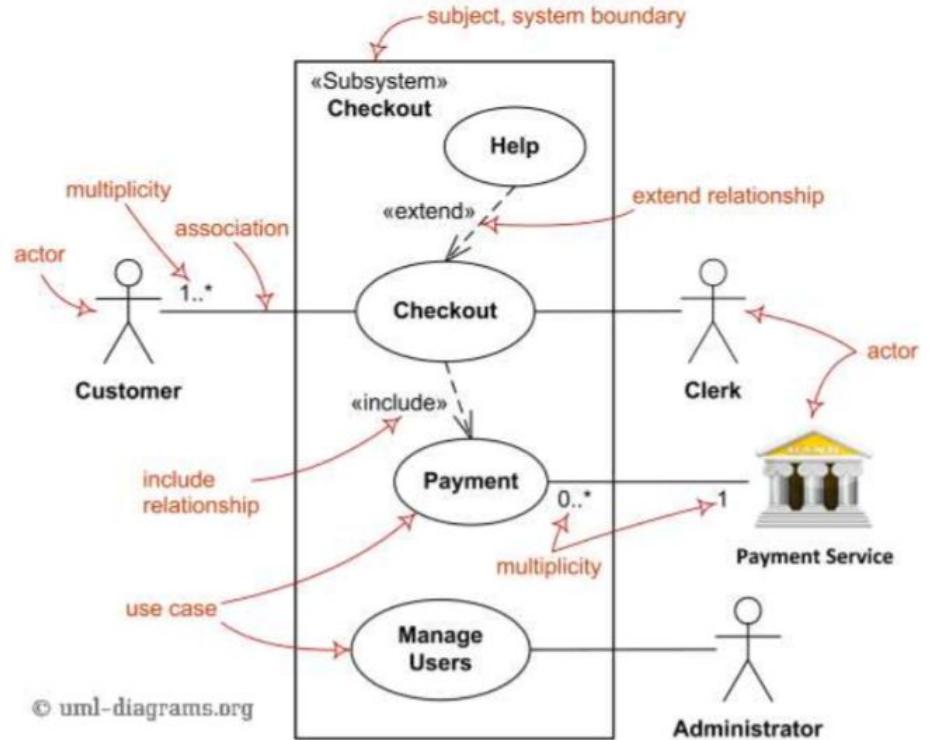 subject, system boundary
«Subsystem»
Checkout
Help
multiplicity
«extend»
extend relationship
association
actor
1..*
Checkout
actor
Customer
Clerk
«include»
include
relationship
Payment
0..*
1
multiplicity
Payment Service
use case
Manage
Users
© uml-diagrams.org
Administrator